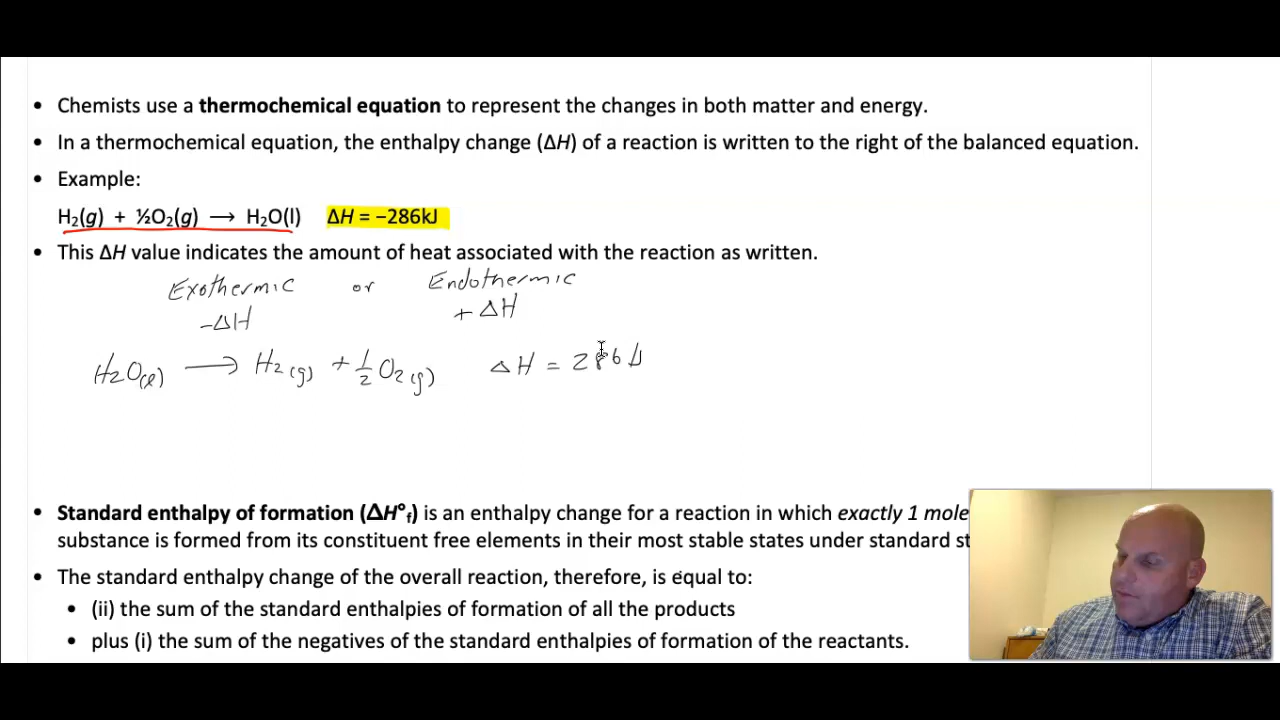 • Chemists use a thermochemical equation to represent the changes in both matter and energy.
• In a thermochemical equation, the enthalpy change (ΔH) of a reaction is written to the right of the balanced equation.
• Example:
H₂(g) + ½O₂(g) → H₂O(l) ΔH = −286kJ
• This ΔH value indicates the amount of heat associated with the reaction as written.
Exothermic or Endothermic
−ΔH + ΔH
H₂O(l) → H₂(g) + ½ O₂(g) ΔH = 286 kJ
• Standard enthalpy of formation (ΔH°f) is an enthalpy change for a reaction in which exactly 1 mole
substance is formed from its constituent free elements in their most stable states under standard st
• The standard enthalpy change of the overall reaction, therefore, is equal to:
• (ii) the sum of the standard enthalpies of formation of all the products
• plus (i) the sum of the negatives of the standard enthalpies of formation of the reactants.